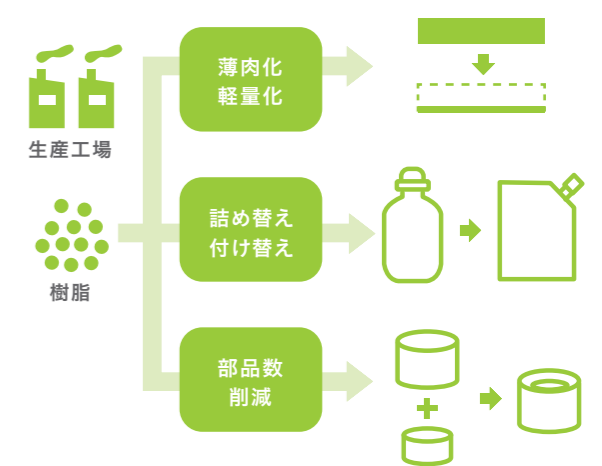 生産工場
樹脂
薄肉化
軽量化
詰め替え
付け替え
部品数
削減